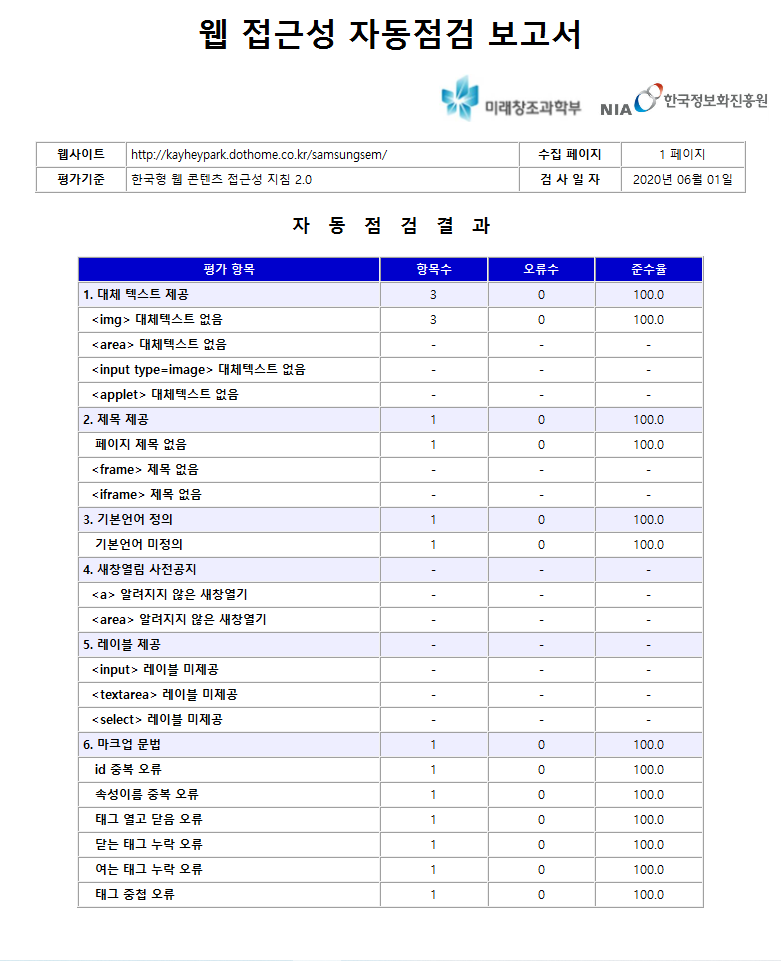 웹 접근성 자동점검 보고서
미래창조과학부 NIA 한국정보화진흥원
웹사이트 http://kayheypark.dothome.co.kr/samsungsem/ 수집 페이지 1 페이지
평가기준 한국형 웹 콘텐츠 접근성 지침 2.0 검 사 일 자 2020년 06월 01일
자 동 점 검 결 과
평가 항목 항목수 오류수 준수율
1. 대체 텍스트 제공 3 0 100.0
<img> 대체텍스트 없음 3 0 100.0
<area> 대체텍스트 없음 - - -
<input type=image> 대체텍스트 없음 - - -
<applet> 대체텍스트 없음 - - -
2. 제목 제공 1 0 100.0
페이지 제목 없음 1 0 100.0
<frame> 제목 없음 - - -
<iframe> 제목 없음 - - -
3. 기본언어 정의 1 0 100.0
기본언어 미정의 1 0 100.0
4. 새창열림 사전공지 - - -
<a> 알려지지 않은 새창열기 - - -
<area> 알려지지 않은 새창열기 - - -
5. 레이블 제공 - - -
<input> 레이블 미제공 - - -
<textarea> 레이블 미제공 - - -
<select> 레이블 미제공 - - -
6. 마크업 문법 1 0 100.0
id 중복 오류 1 0 100.0
속성이름 중복 오류 1 0 100.0
태그 열고 닫음 오류 1 0 100.0
닫는 태그 누락 오류 1 0 100.0
여는 태그 누락 오류 1 0 100.0
태그 중첩 오류 1 0 100.0